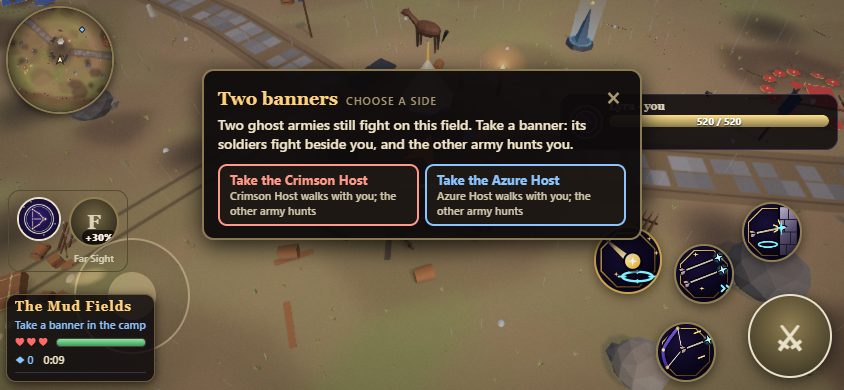 Two banners CHOOSE A SIDE
×
Two ghost armies still fight on this field. Take a banner: its
soldiers fight beside you, and the other army hunts you.
Take the Crimson Host
Crimson Host walks with you; the
other army hunts
Take the Azure Host
Azure Host walks with you; the
other army hunts
you
520 / 520
F
+30%
Far Sight
The Mud Fields
Take a banner in the camp
0 0:09